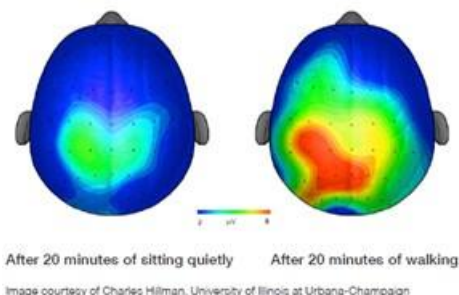 μV
After 20 minutes of sitting quietly
After 20 minutes of walking
Image courtesy of Charles Hillman, University of Illinois at Urbana-Champaign